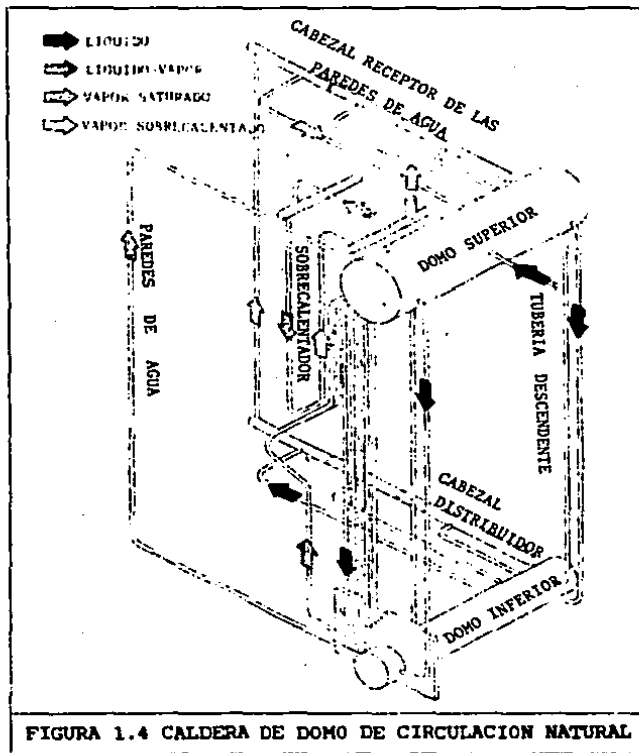 LIQUIDO
LIQUIDO-VAPOR
VAPOR SATURADO
VAPOR SOBRECALENTADO
CABEZAL RECEPTOR DE LAS
PAREDES DE AGUA
PAREDES DE AGUA
SOBRECALENTADOR
DOMO SUPERIOR
TUBERIA DESCENDENTE
CABEZAL
DISTRIBUIDOR
DOMO INFERIOR
FIGURA 1.4 CALDERA DE DOMO DE CIRCULACION NATURAL